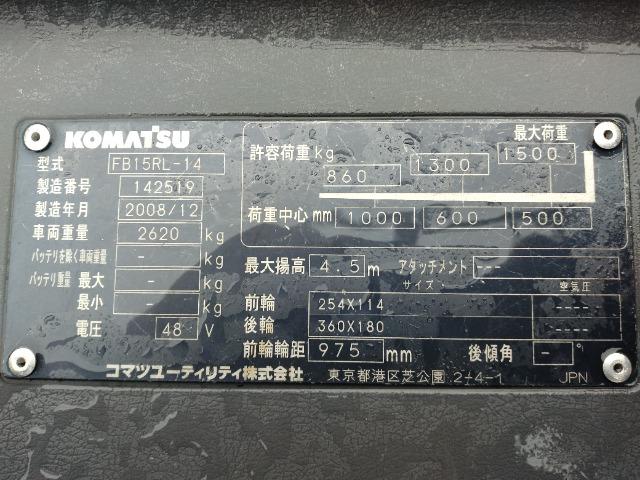 KOMATSU
型式 FB15RL-14
製造番号 142519
製造年月 2008/12
車両重量 2620 kg
バッテリを除く車両重量 - kg
バッテリ重量 最大 - kg
最小 - kg
電圧 48 V
最大荷重
許容荷重 kg 860 1300 1500
荷重中心 mm 1000 600 500
最大揚高 4.5 m アタッチメント ---
サイズ 空気圧
前輪 254X114 ----
後輪 360X180 ----
前輪輪距 975 mm 後傾角 - °
コマツユーティリティ株式会社 東京都港区芝公園 2-4-1 JPN